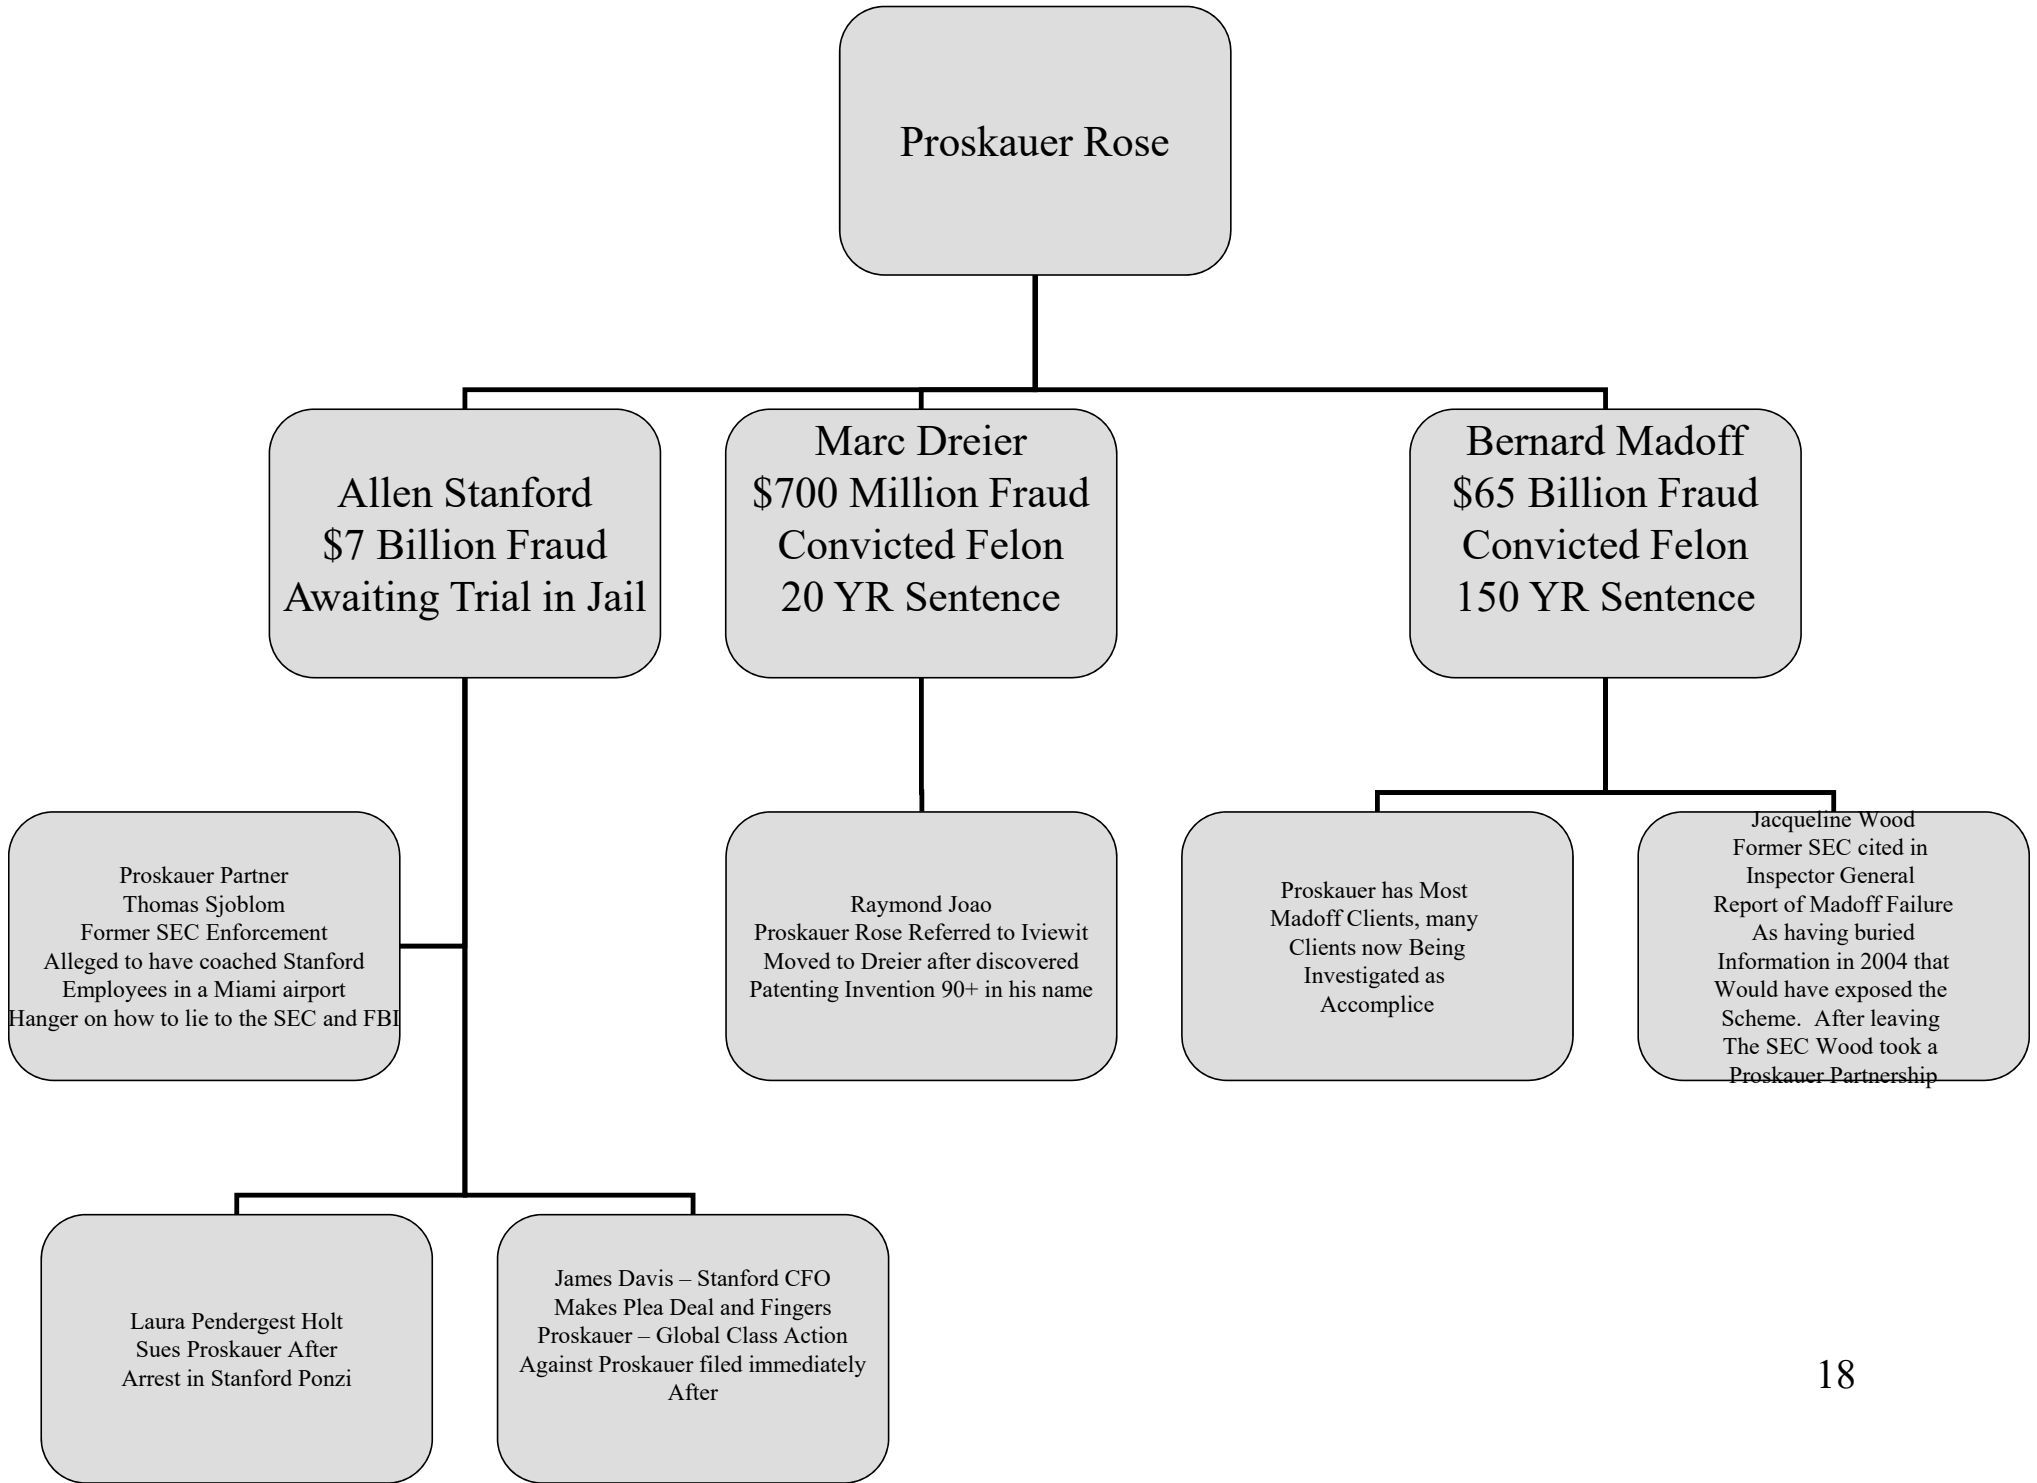 Proskauer Rose
Allen Stanford
$7 Billion Fraud
Awaiting Trial in Jail
Marc Dreier
$700 Million Fraud
Convicted Felon
20 YR Sentence
Bernard Madoff
$65 Billion Fraud
Convicted Felon
150 YR Sentence
Proskauer Partner
Thomas Sjoblom
Former SEC Enforcement
Alleged to have coached Stanford
Employees in a Miami airport
Hanger on how to lie to the SEC and FBI
Raymond Joao
Proskauer Rose Referred to Iviewit
Moved to Dreier after discovered
Patenting Invention 90+ in his name
Proskauer has Most
Madoff Clients, many
Clients now Being
Investigated as
Accomplice
Jacqueline Wood
Former SEC cited in
Inspector General
Report of Madoff Failure
As having buried
Information in 2004 that
Would have exposed the
Scheme.  After leaving
The SEC Wood took a
Proskauer Partnership
Laura Pendergest Holt
Sues Proskauer After
Arrest in Stanford Ponzi
James Davis – Stanford CFO
Makes Plea Deal and Fingers
Proskauer – Global Class Action
Against Proskauer filed immediately
After
18